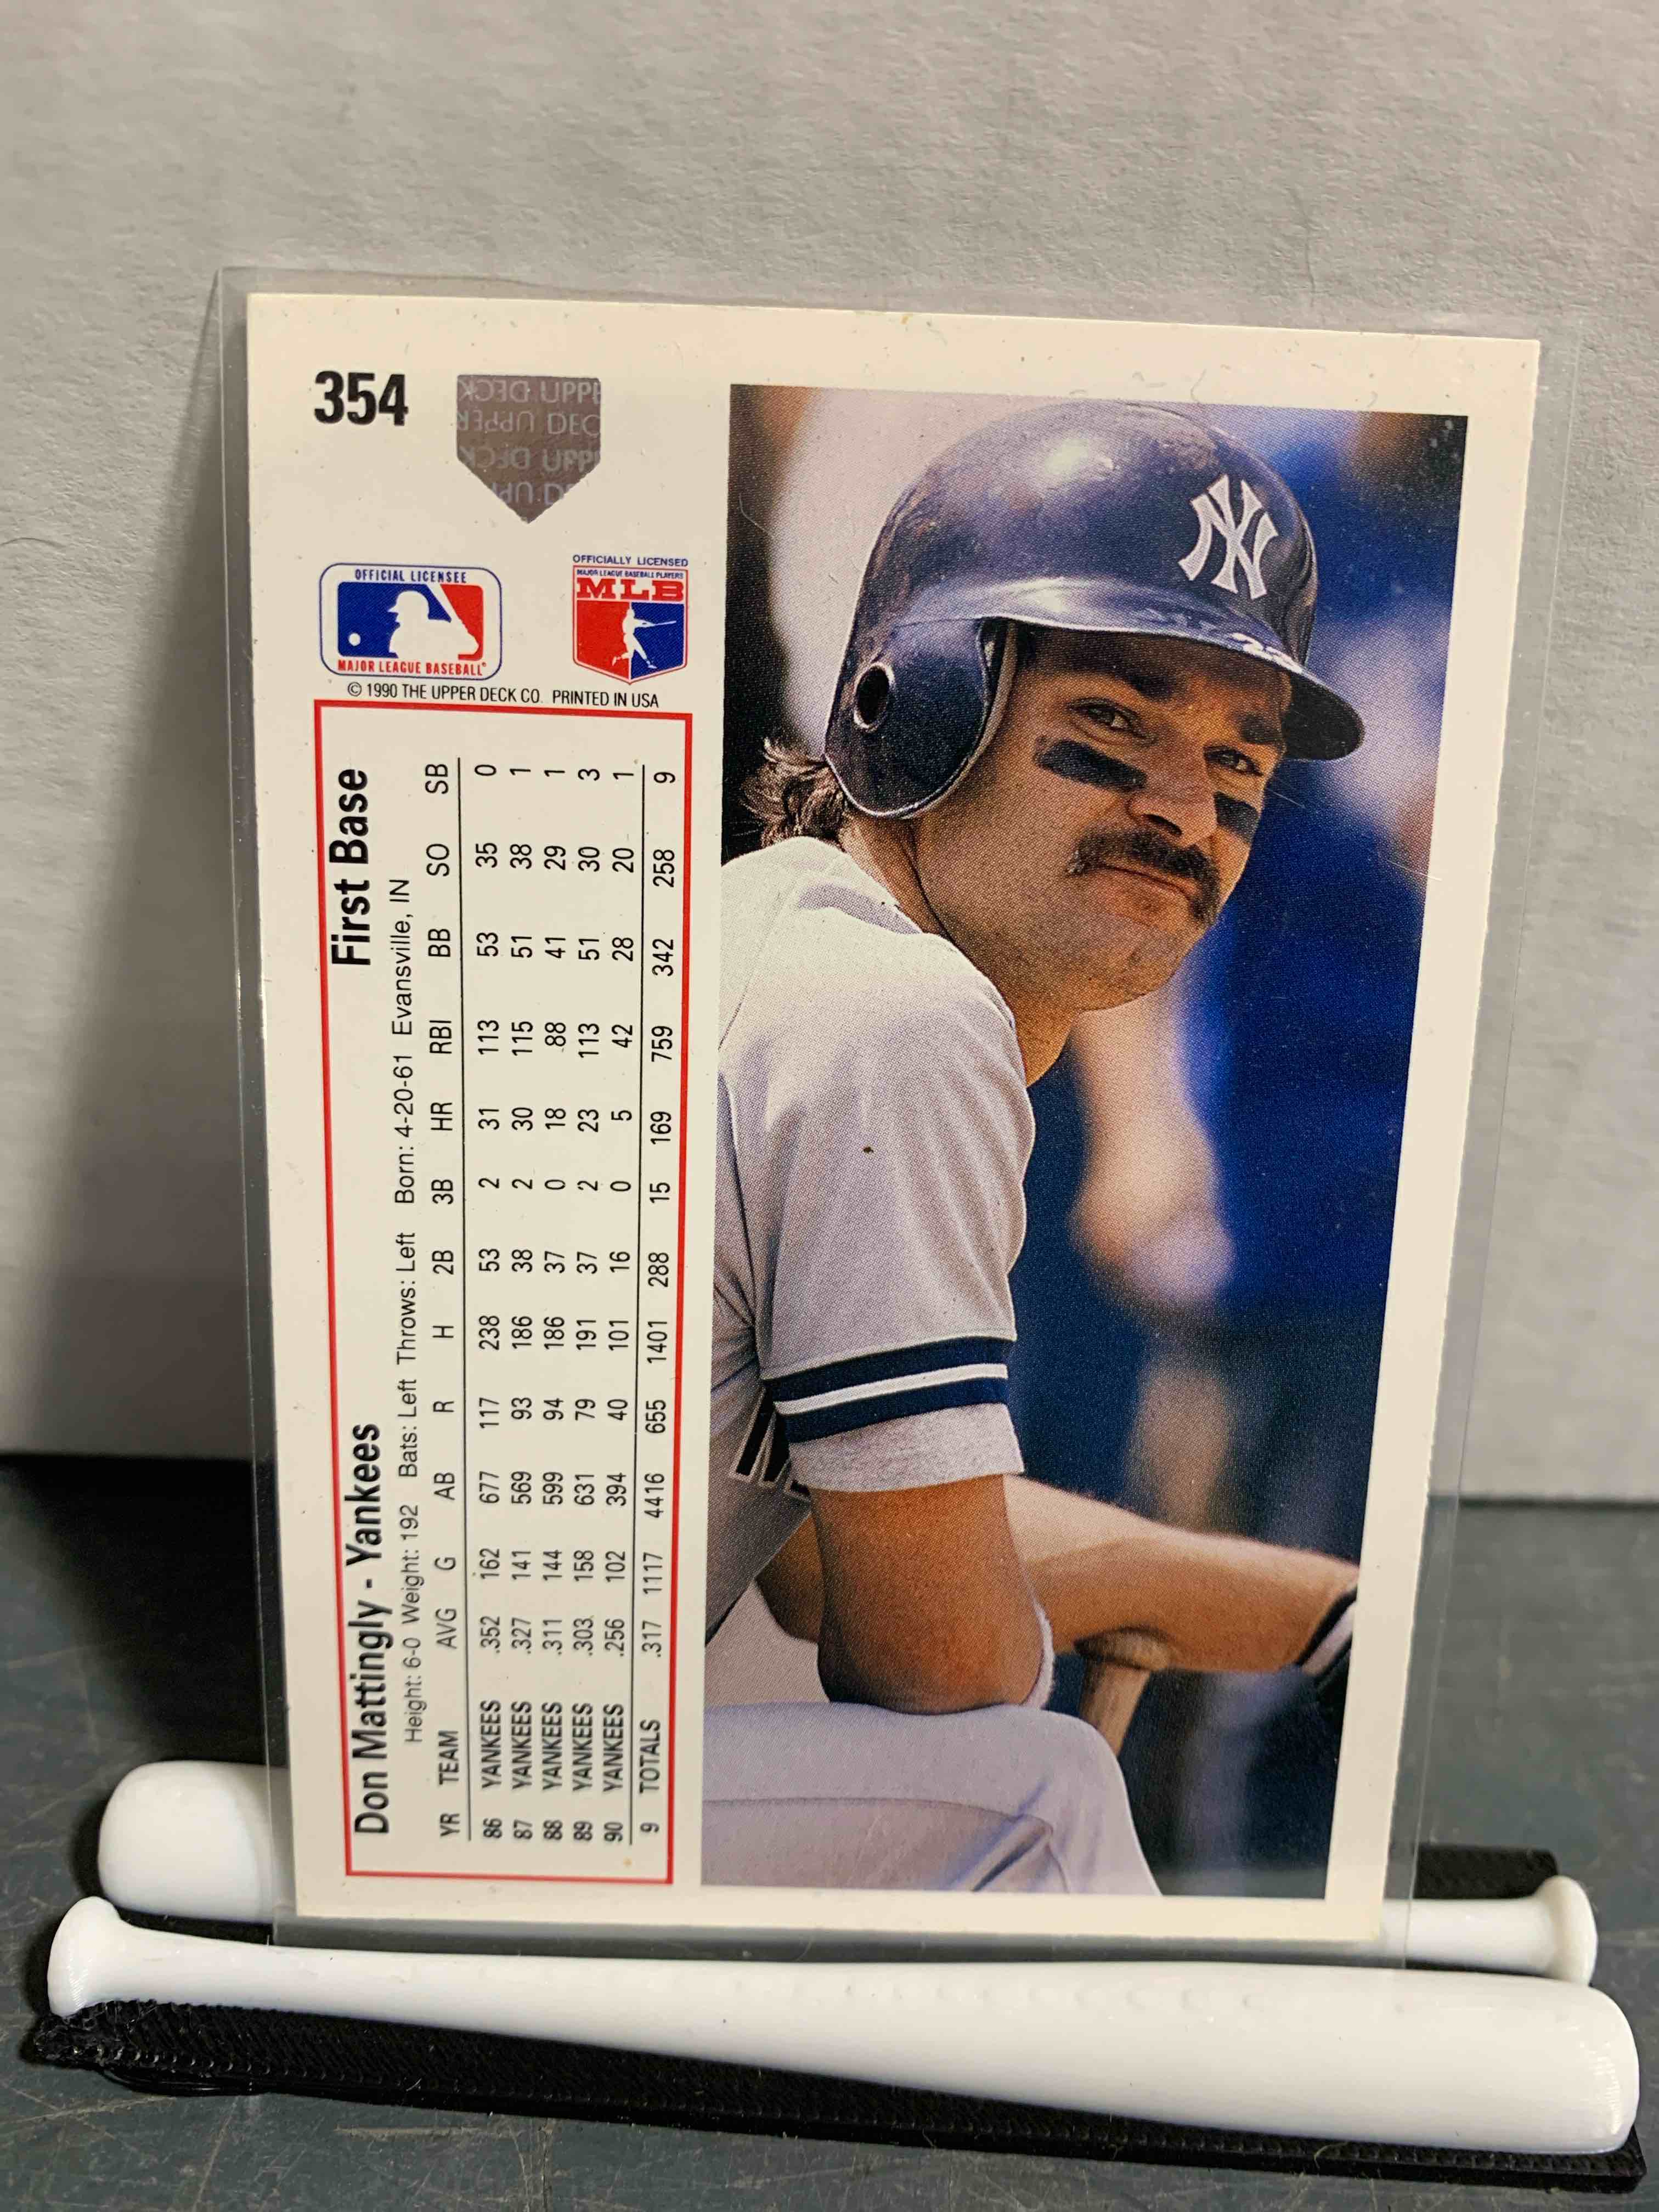 354
UPPER DECK
OFFICIAL LICENSEE
MAJOR LEAGUE BASEBALL
OFFICIALLY LICENSED
MAJOR LEAGUE BASEBALL PLAYERS
MLB
© 1990 THE UPPER DECK CO. PRINTED IN USA
Don Mattingly - Yankees First Base
Height: 6-0 Weight: 192 Bats: Left Throws: Left Born: 4-20-61 Evansville, IN
YR TEAM AVG G AB R H 2B 3B HR RBI BB SO SB
86 YANKEES .352 162 677 117 238 53 2 31 113 53 35 0
87 YANKEES .327 141 569 93 186 38 2 30 115 51 38 1
88 YANKEES .311 144 599 94 186 37 0 18 88 41 29 1
89 YANKEES .303 158 631 79 191 37 2 23 113 51 30 3
90 YANKEES .256 102 394 40 101 16 0 5 42 28 20 1
9 TOTALS .317 1117 4416 655 1401 288 15 169 759 342 258 9
NY